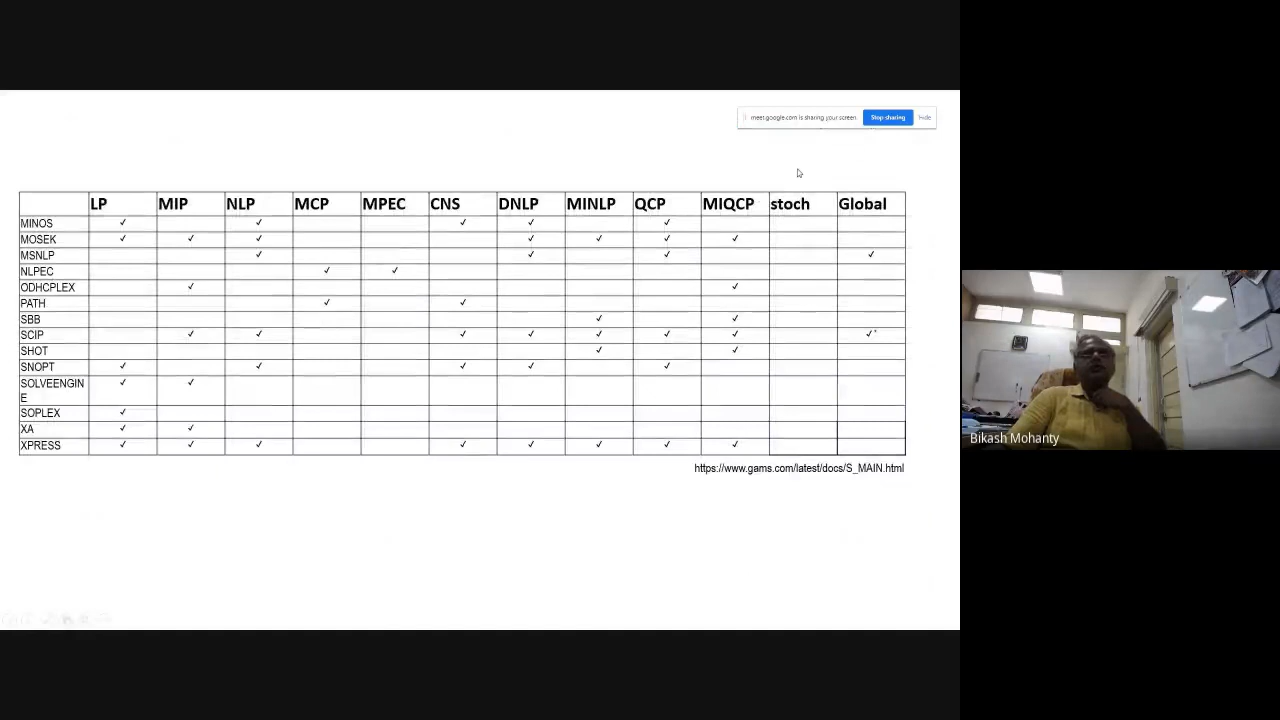 meet.google.com is sharing your screen Stop sharing Hide
LP MIP NLP MCP MPEC CNS DNLP MINLP QCP MIQCP stoch Global
MINOS ✓ ✓ ✓ ✓ ✓
MOSEK ✓ ✓ ✓ ✓ ✓ ✓ ✓
MSNLP ✓ ✓ ✓ ✓
NLPEC ✓ ✓
ODHCPLEX ✓ ✓
PATH ✓ ✓
SBB ✓ ✓
SCIP ✓ ✓ ✓ ✓ ✓ ✓ ✓ ✓*
SHOT ✓ ✓
SNOPT ✓ ✓ ✓ ✓ ✓
SOLVEENGIN ✓ ✓
E
SOPLEX ✓
XA ✓ ✓
XPRESS ✓ ✓ ✓ ✓ ✓ ✓ ✓ ✓
https://www.gams.com/latest/docs/S_MAIN.html
Bikash Mohanty